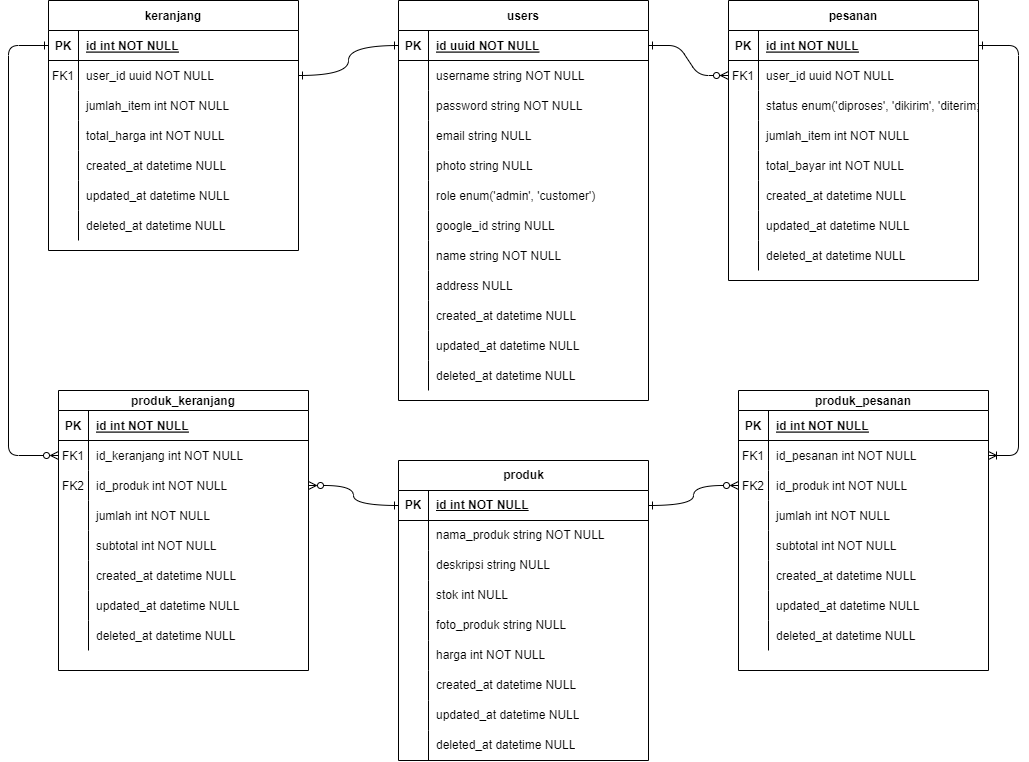 keranjang
PK id int NOT NULL
FK1 user_id uuid NOT NULL
jumlah_item int NOT NULL
total_harga int NOT NULL
created_at datetime NULL
updated_at datetime NULL
deleted_at datetime NULL
users
PK id uuid NOT NULL
username string NOT NULL
password string NOT NULL
email string NULL
photo string NULL
role enum('admin', 'customer')
google_id string NULL
name string NOT NULL
address NULL
created_at datetime NULL
updated_at datetime NULL
deleted_at datetime NULL
pesanan
PK id int NOT NULL
FK1 user_id uuid NOT NULL
status enum('diproses', 'dikirim', 'diterim
jumlah_item int NOT NULL
total_bayar int NOT NULL
created_at datetime NULL
updated_at datetime NULL
deleted_at datetime NULL
produk_keranjang
PK id int NOT NULL
FK1 id_keranjang int NOT NULL
FK2 id_produk int NOT NULL
jumlah int NOT NULL
subtotal int NOT NULL
created_at datetime NULL
updated_at datetime NULL
deleted_at datetime NULL
produk
PK id int NOT NULL
nama_produk string NOT NULL
deskripsi string NULL
stok int NULL
foto_produk string NULL
harga int NOT NULL
created_at datetime NULL
updated_at datetime NULL
deleted_at datetime NULL
produk_pesanan
PK id int NOT NULL
FK1 id_pesanan int NOT NULL
FK2 id_produk int NOT NULL
jumlah int NOT NULL
subtotal int NOT NULL
created_at datetime NULL
updated_at datetime NULL
deleted_at datetime NULL